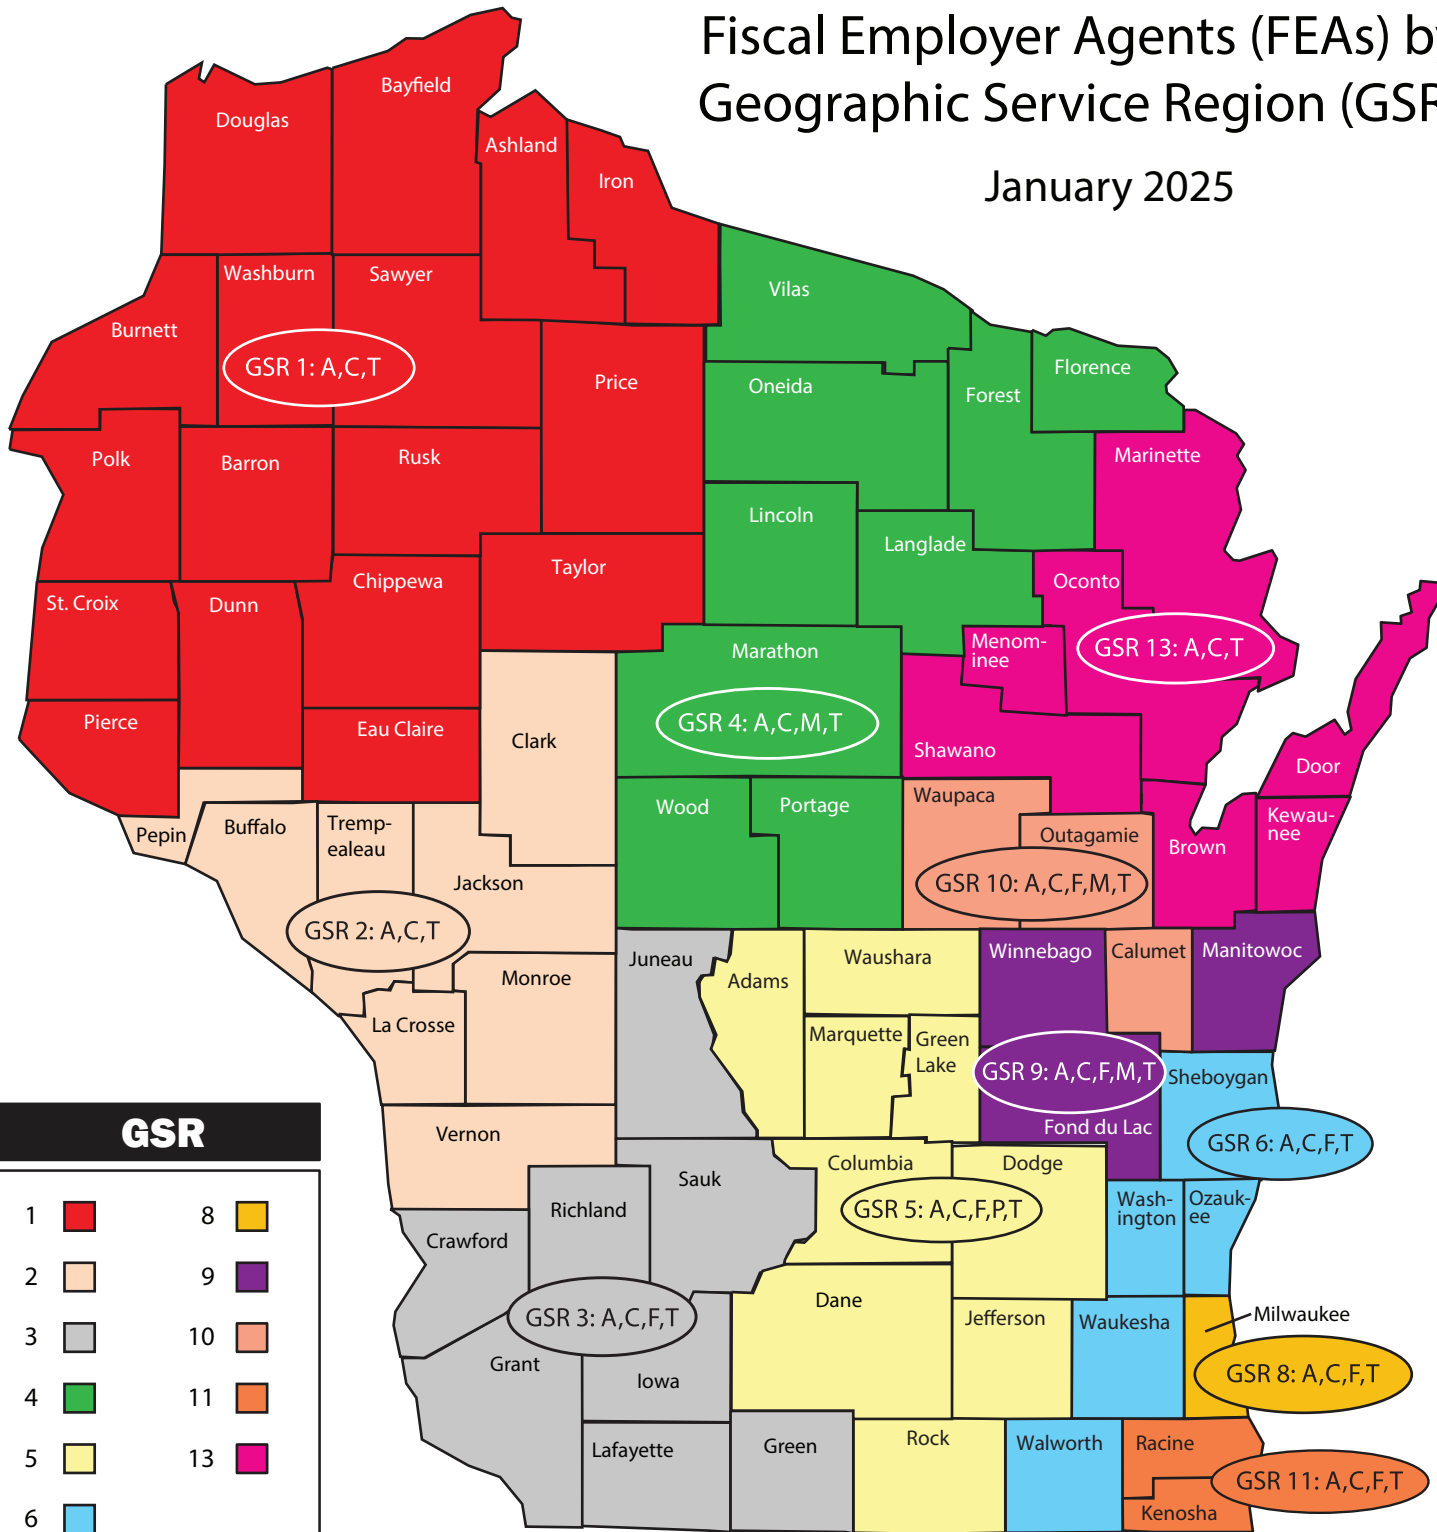 Fiscal Employer Agents (FEAs) by
Geographic Service Region (GSR
January 2025
Douglas
Bayfield
Ashland
Iron
Washburn
Sawyer
Burnett
GSR 1: A,C,T
Price
Polk
Barron
Rusk
Taylor
Chippewa
St. Croix
Dunn
Pierce
Eau Claire
Vilas
Oneida
Forest
Florence
Lincoln
Langlade
Marathon
GSR 4: A,C,M,T
Wood
Portage
Marinette
Oconto
Menom-
inee
GSR 13: A,C,T
Shawano
Door
Kewau-
nee
Brown
Clark
Pepin
Buffalo
Tremp-
ealeau
Jackson
GSR 2: A,C,T
Monroe
La Crosse
Vernon
Waupaca
Outagamie
GSR 10: A,C,F,M,T
Calumet
Winnebago
Manitowoc
GSR 9: A,C,F,M,T
Fond du Lac
Juneau
Adams
Waushara
Marquette
Green
Lake
Sheboygan
GSR 6: A,C,F,T
Columbia
Dodge
GSR 5: A,C,F,P,T
Wash-
ington
Ozauk-
ee
Sauk
Richland
Crawford
GSR 3: A,C,F,T
Grant
Iowa
Lafayette
Green
Dane
Jefferson
Waukesha
Milwaukee
GSR 8: A,C,F,T
Rock
Walworth
Racine
GSR 11: A,C,F,T
Kenosha
GSR
1
2
3
4
5
6
8
9
10
11
13